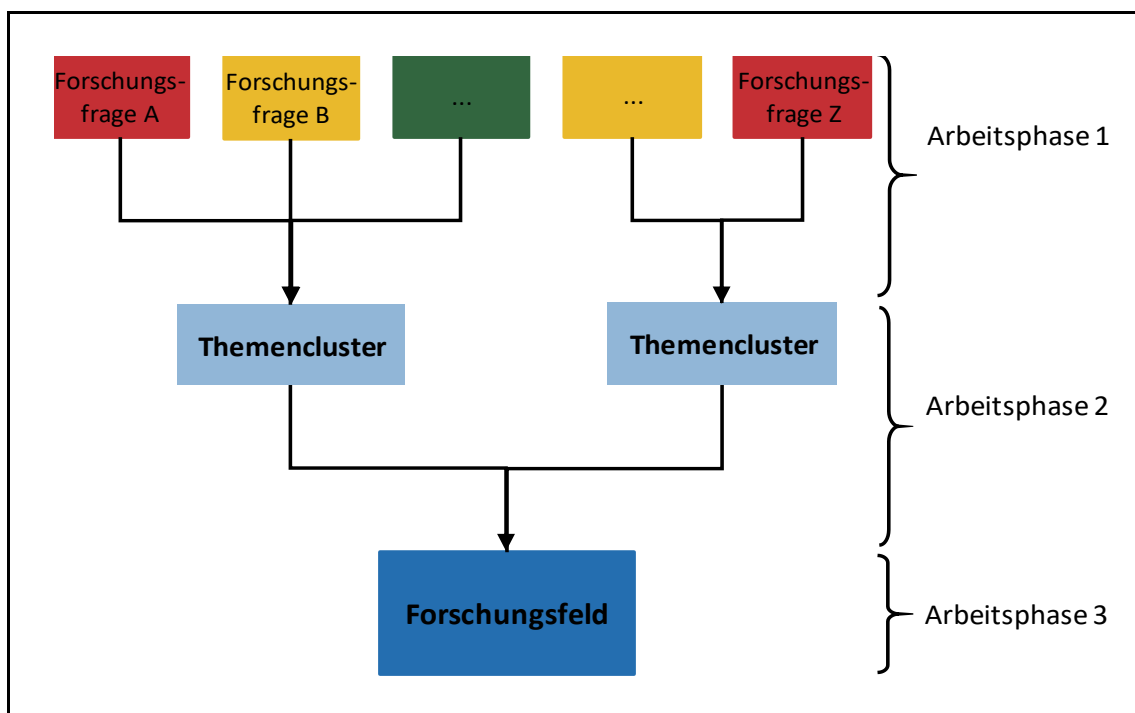 Forschungs-
frage A
Forschungs-
frage B
...
...
Forschungs-
frage Z
Arbeitsphase 1
Themencluster
Themencluster
Arbeitsphase 2
Forschungsfeld
Arbeitsphase 3